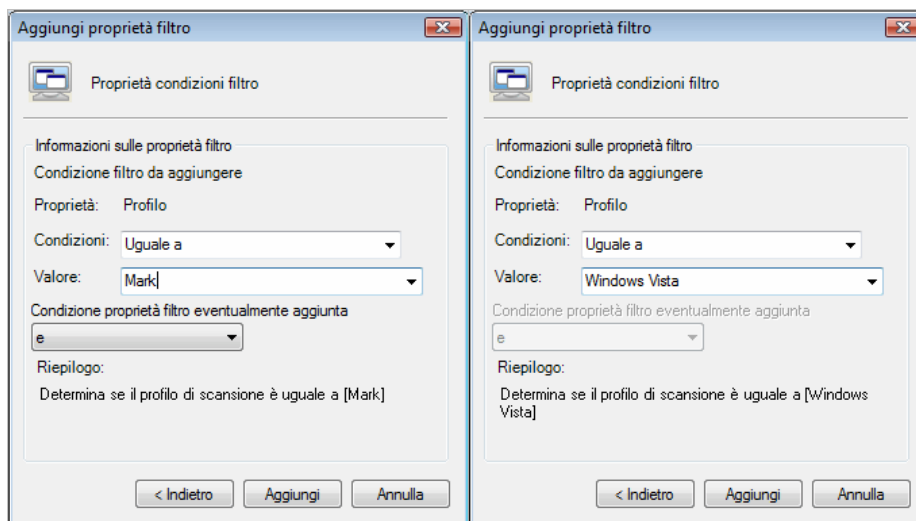 Aggiungi proprietà filtro
Proprietà condizioni filtro
Informazioni sulle proprietà filtro
Condizione filtro da aggiungere
Proprietà: Profilo
Condizioni: Uguale a
Valore: Mark
Condizione proprietà filtro eventualmente aggiunta
e
Riepilogo:
Determina se il profilo di scansione è uguale a [Mark]
< Indietro Aggiungi Annulla
Aggiungi proprietà filtro
Proprietà condizioni filtro
Informazioni sulle proprietà filtro
Condizione filtro da aggiungere
Proprietà: Profilo
Condizioni: Uguale a
Valore: Windows Vista
Condizione proprietà filtro eventualmente aggiunta
e
Riepilogo:
Determina se il profilo di scansione è uguale a [Windows
Vista]
< Indietro Aggiungi Annulla